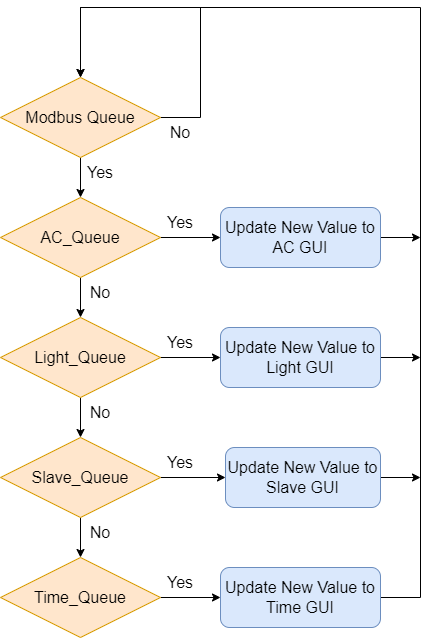 Modbus Queue
No
Yes
AC_Queue
Yes
Update New Value to
AC GUI
No
Light_Queue
Yes
Update New Value to
Light GUI
No
Slave_Queue
Yes
Update New Value to
Slave GUI
No
Time_Queue
Yes
Update New Value to
Time GUI